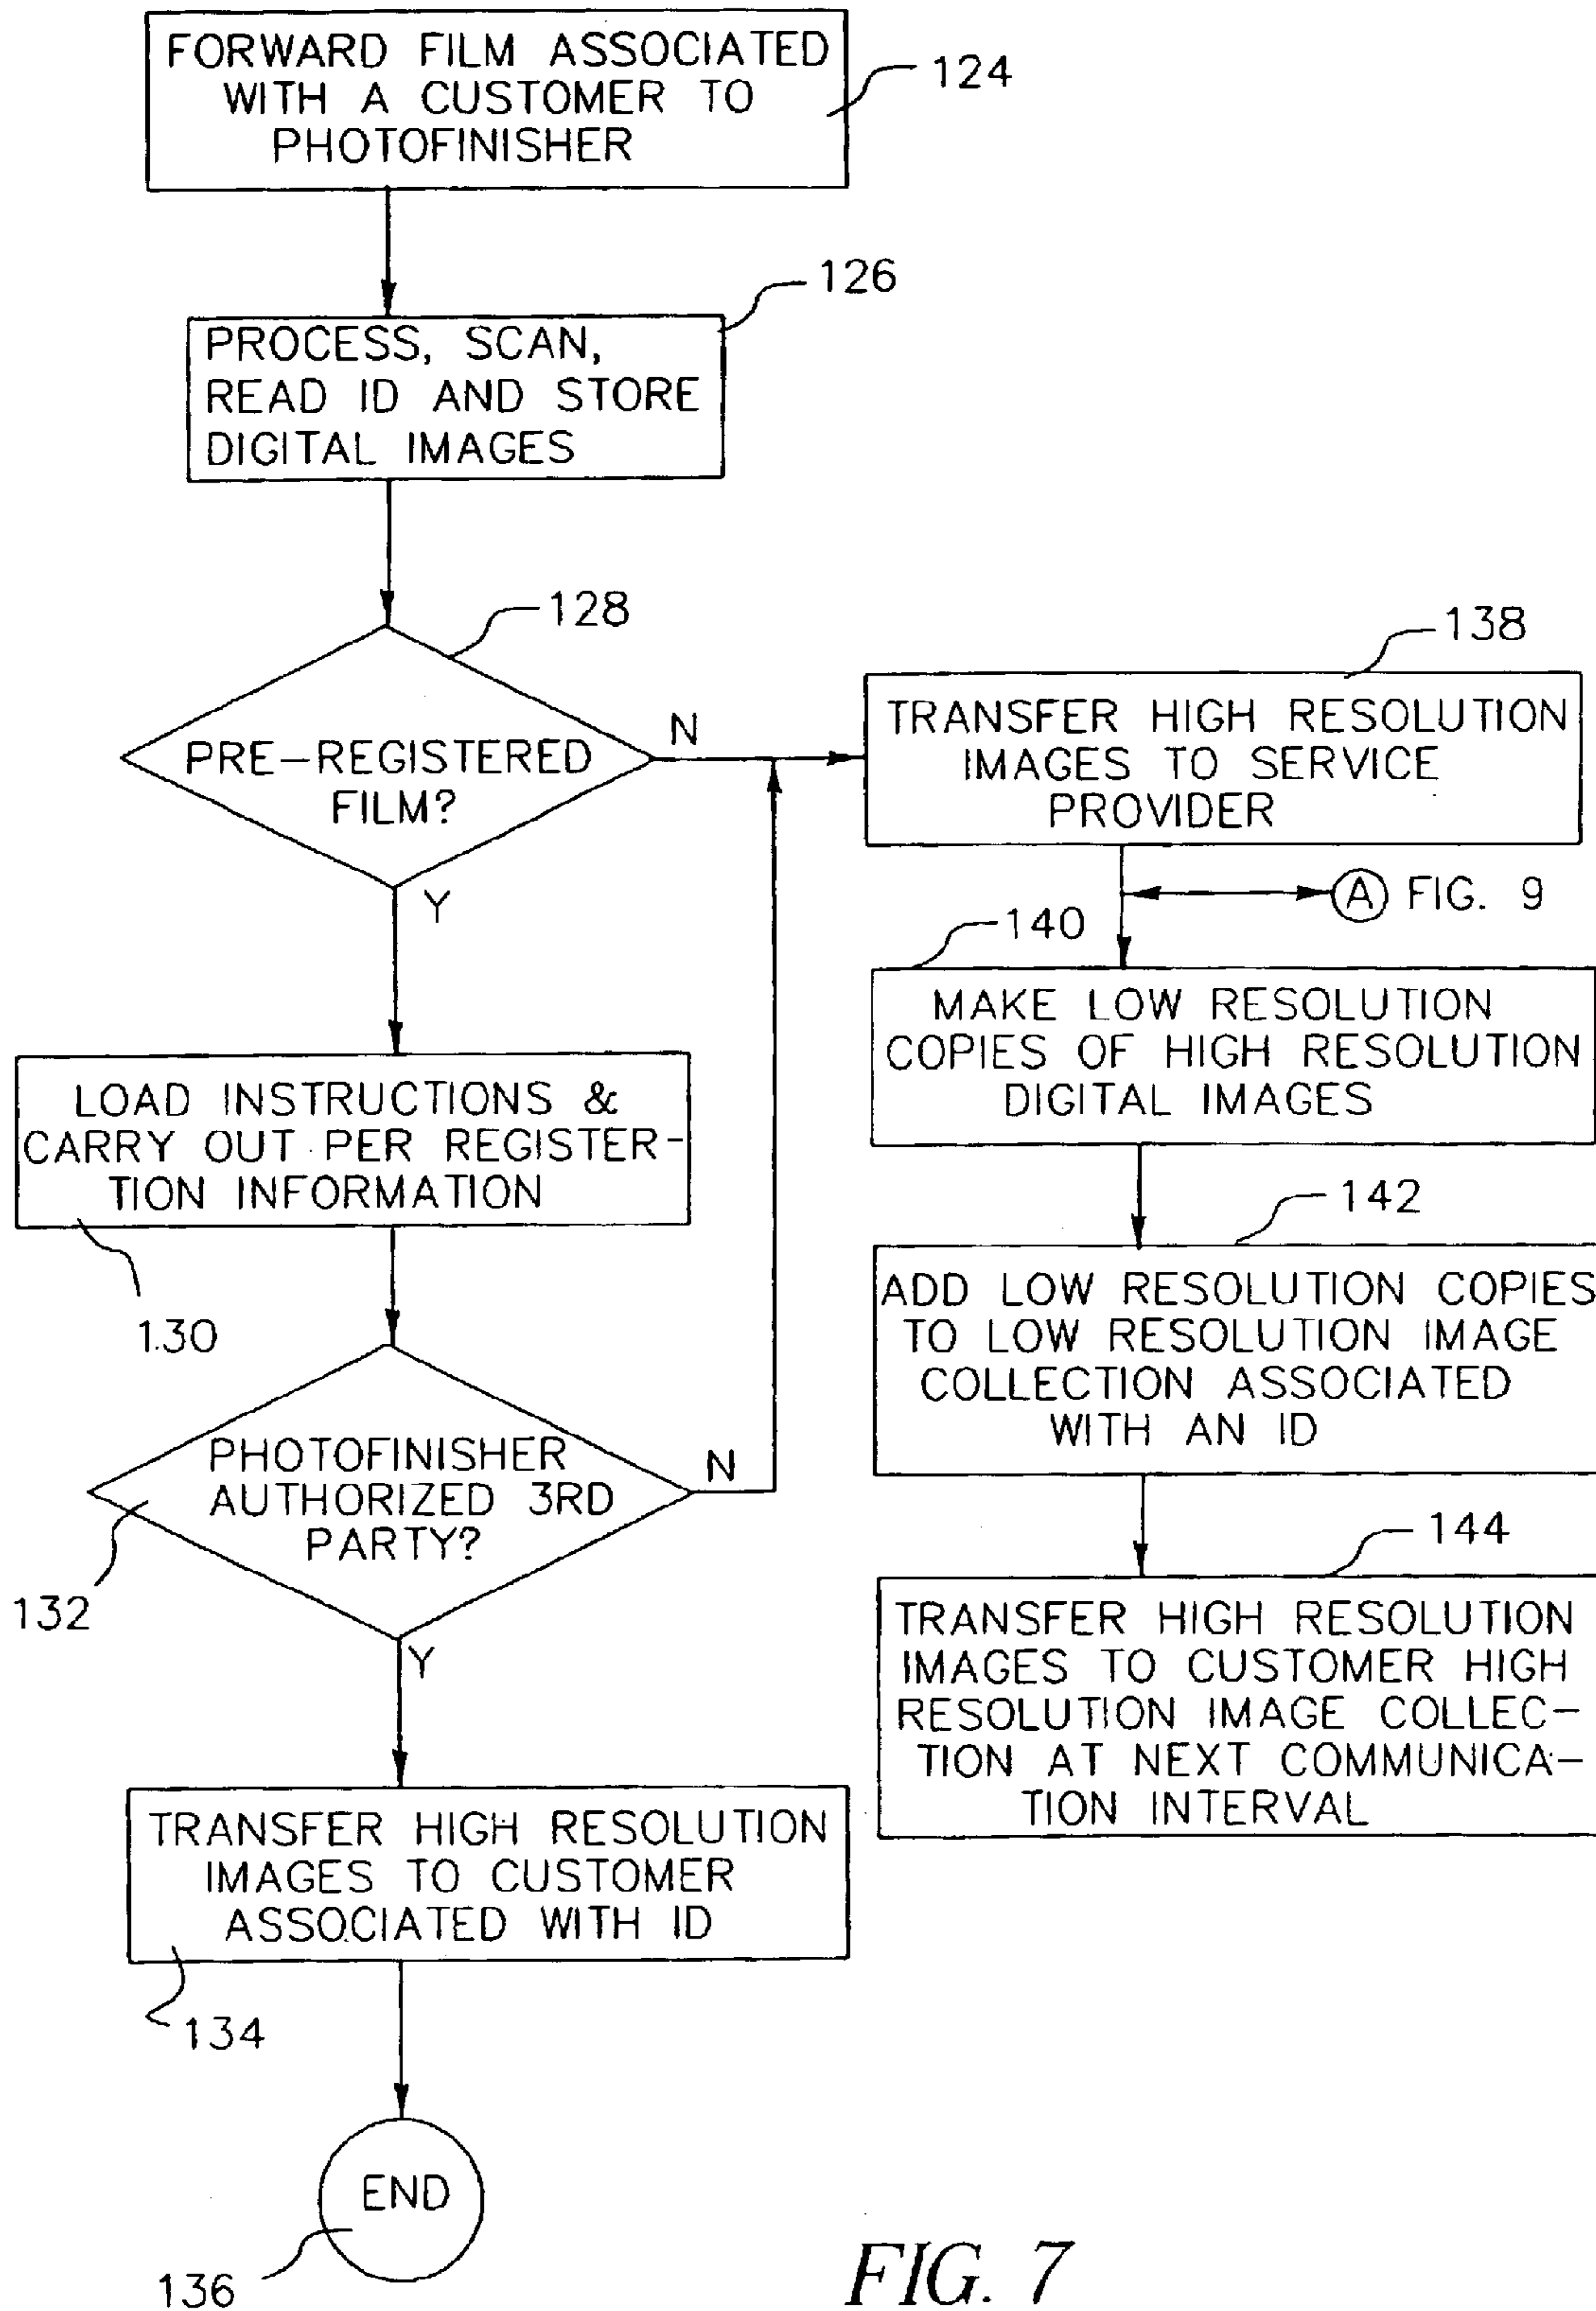 FORWARD FILM ASSOCIATED
WITH A CUSTOMER TO
PHOTOFINISHER
124
126
PROCESS, SCAN,
READ ID AND STORE
DIGITAL IMAGES
128
PRE-REGISTERED
FILM?
N
Y
138
TRANSFER HIGH RESOLUTION
IMAGES TO SERVICE
PROVIDER
A FIG. 9
140
MAKE LOW RESOLUTION
COPIES OF HIGH RESOLUTION
DIGITAL IMAGES
LOAD INSTRUCTIONS &
CARRY OUT PER REGISTER-
TION INFORMATION
130
142
ADD LOW RESOLUTION COPIES
TO LOW RESOLUTION IMAGE
COLLECTION ASSOCIATED
WITH AN ID
PHOTOFINISHER
AUTHORIZED 3RD
PARTY?
N
132
Y
144
TRANSFER HIGH RESOLUTION
IMAGES TO CUSTOMER HIGH
RESOLUTION IMAGE COLLEC-
TION AT NEXT COMMUNICA-
TION INTERVAL
TRANSFER HIGH RESOLUTION
IMAGES TO CUSTOMER
ASSOCIATED WITH ID
134
END
136
FIG. 7